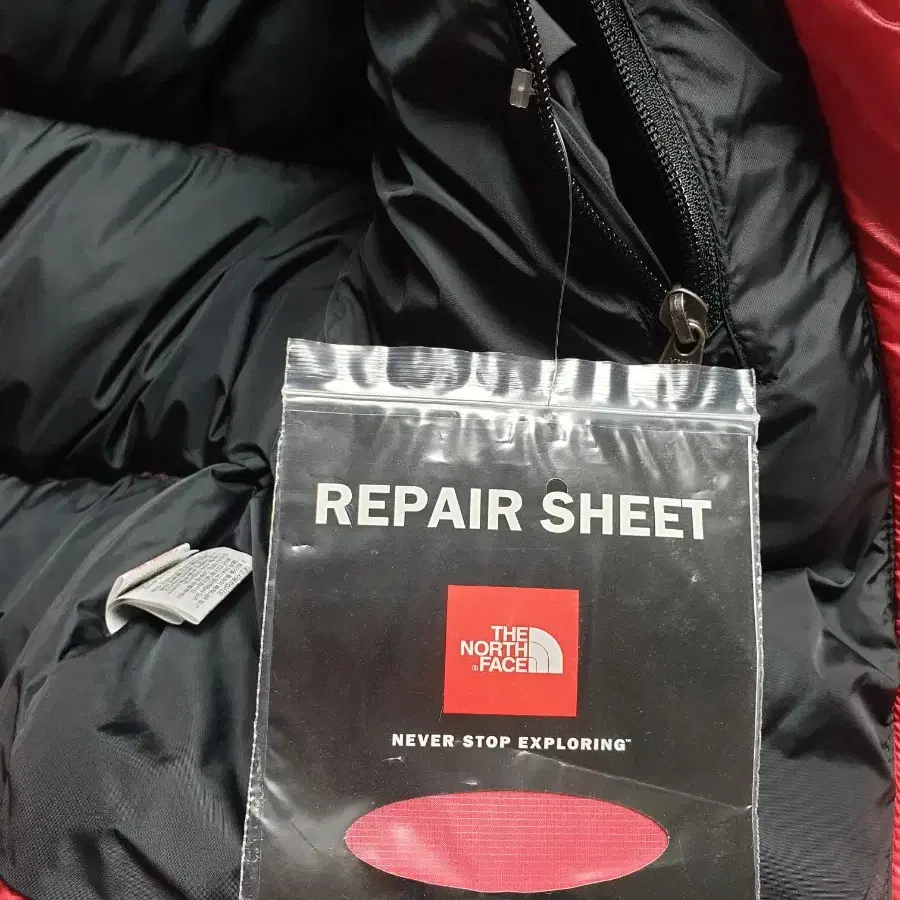 REPAIR SHEET
THE
NORTH
FACE
®
NEVER STOP EXPLORING™